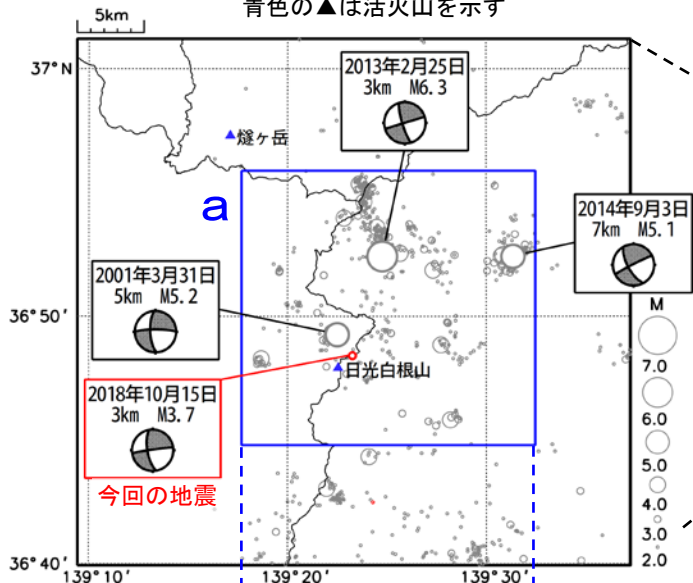 青色の▲は活火山を示す
5km
37°N
2013年2月25日
3km M6.3
燧ヶ岳
a
2014年9月3日
7km M5.1
2001年3月31日
5km M5.2
36°50'
日光白根山
2018年10月15日
3km M3.7
今回の地震
M
7.0
6.0
5.0
4.0
3.0
2.0
36°40'
139°10'
139°20'
139°30'